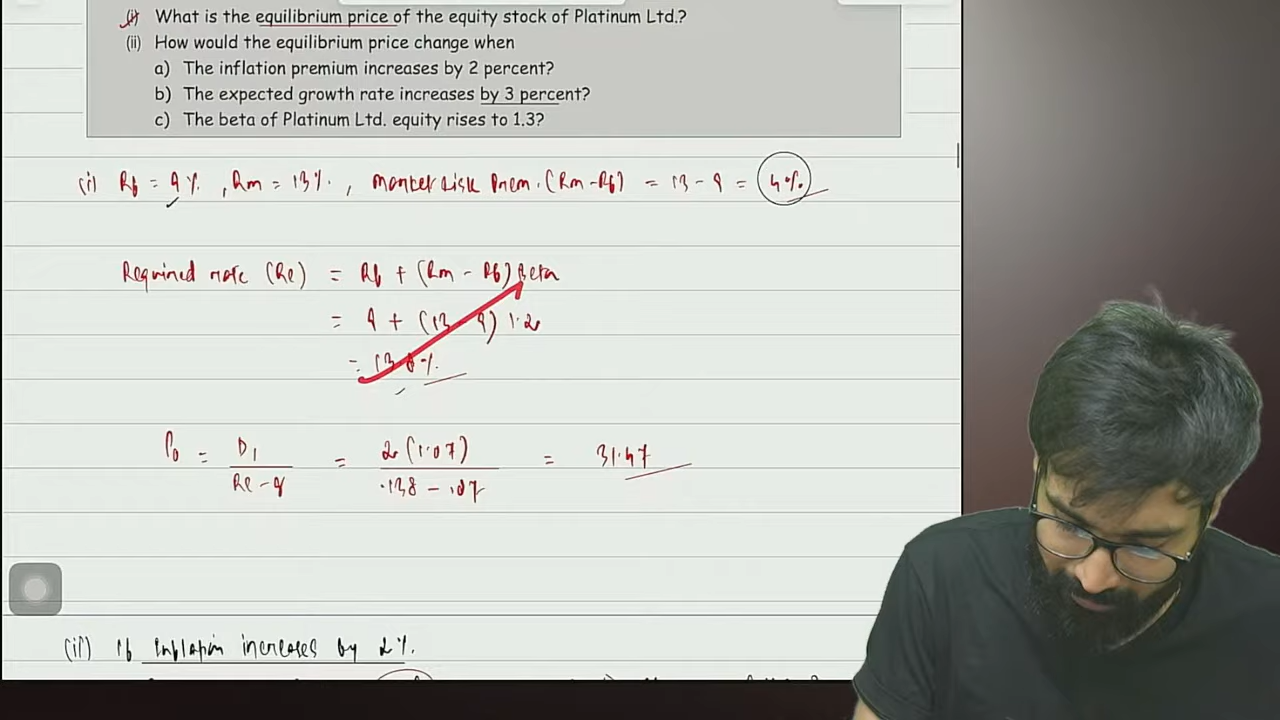 (i) What is the equilibrium price of the equity stock of Platinum Ltd.?
(ii) How would the equilibrium price change when
a) The inflation premium increases by 2 percent?
b) The expected growth rate increases by 3 percent?
c) The beta of Platinum Ltd. equity rises to 1.3?
(i) Rf = 9%, Rm = 13%, Market Risk Prem. (Rm-Rf) = 13 - 9 = 4%
Required rate (Re) = Rf + (Rm - Rf) Beta
= 9 + (13 - 9) 1.2
= 13.8%
P0 = D1 / Re - g = 2(1.07) / .138 - .07 = 31.47
(ii) If Inflation increases by 2%.